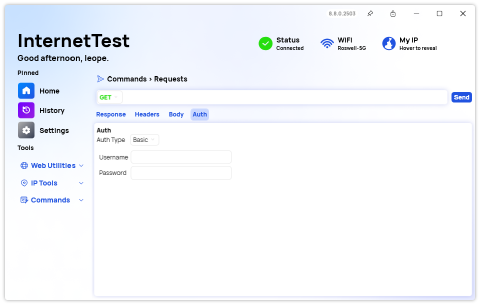 8.8.0.2503
InternetTest
Good afternoon, leope.
Status
Connected
WiFi
Roswell-5G
My IP
Hover to reveal
Pinned
Home
History
Settings
Tools
Web Utilities
IP Tools
Commands
Commands › Requests
GET
Send
Response Headers Body Auth
Auth
Auth Type Basic
Username
Password